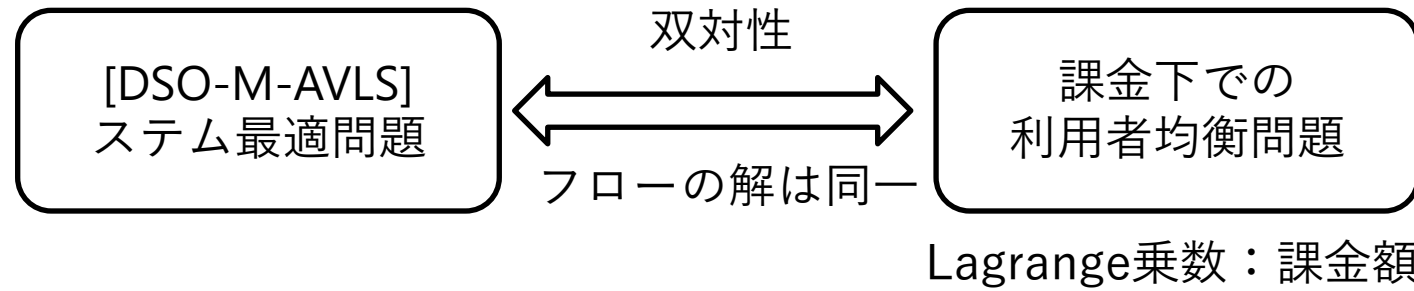 [DSO-M-AVLS]
ステム最適問題
双対性
フローの解は同一
課金下での
利用者均衡問題
Lagrange乗数：課金額